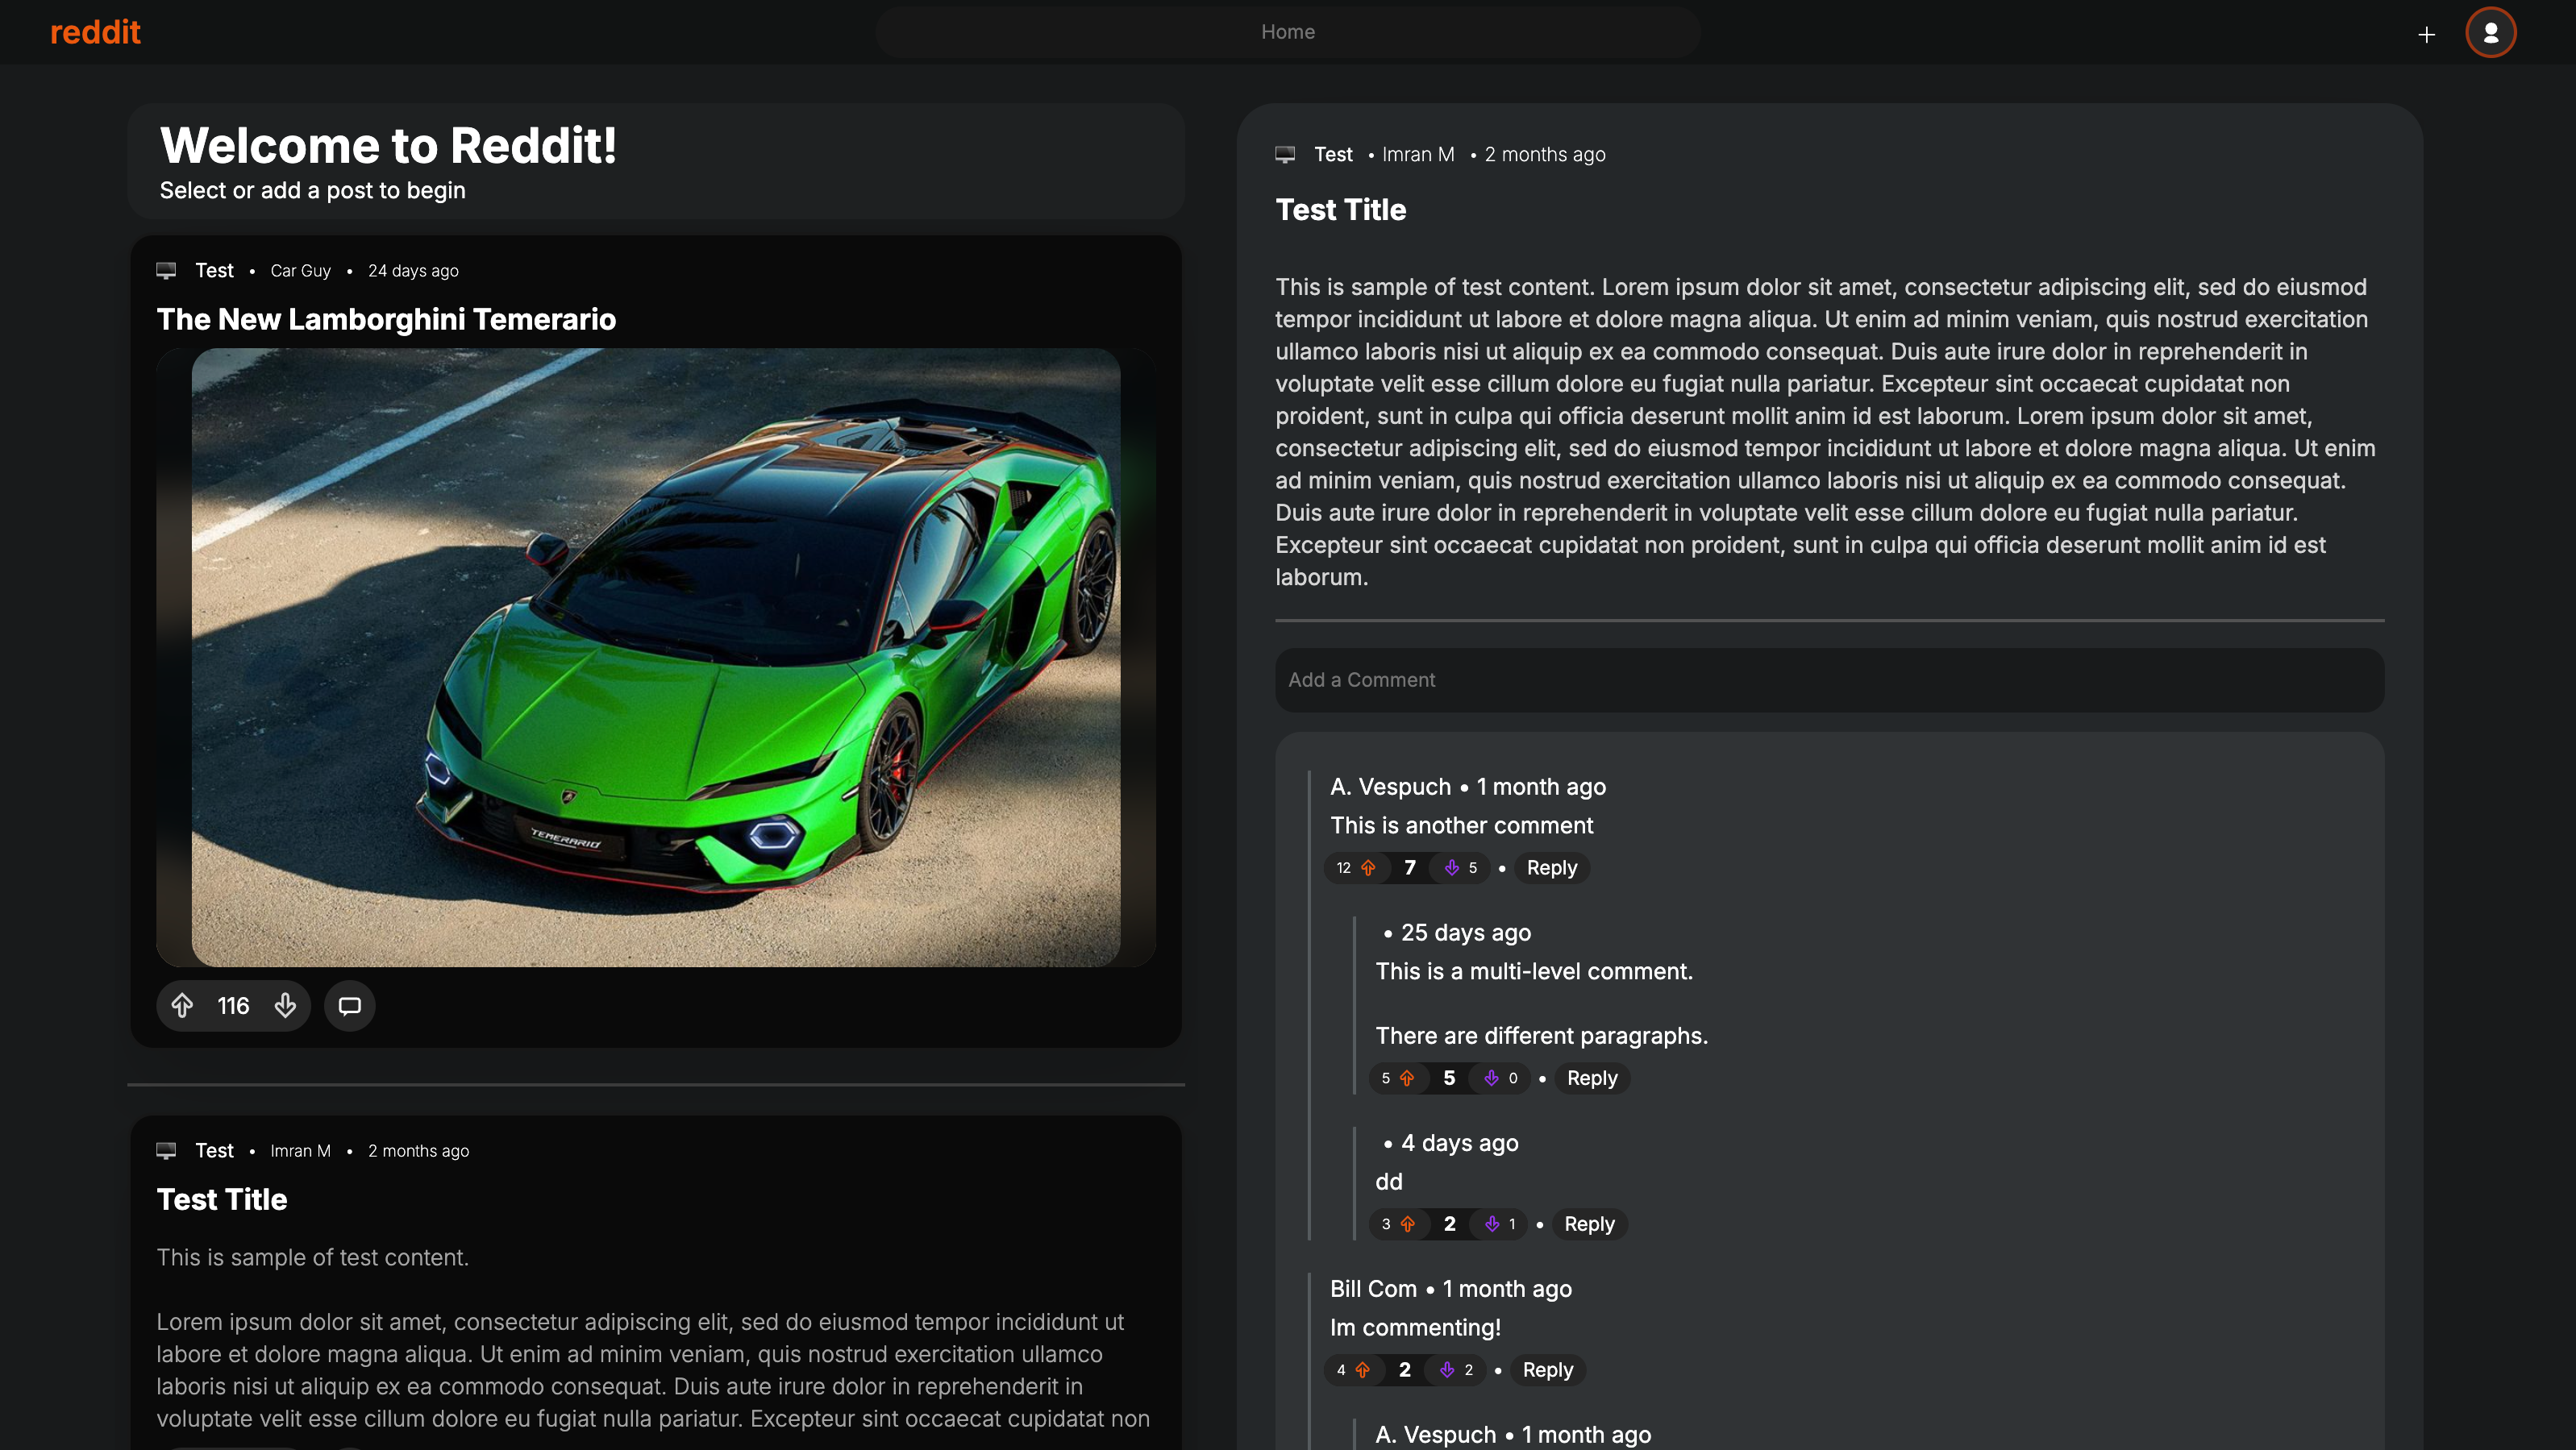 reddit
Home
Welcome to Reddit!
Select or add a post to begin
Test • Car Guy • 24 days ago
The New Lamborghini Temerario
TEMERARIO
116
Test • Imran M • 2 months ago
Test Title
This is sample of test content.
Lorem ipsum dolor sit amet, consectetur adipiscing elit, sed do eiusmod tempor incididunt ut
labore et dolore magna aliqua. Ut enim ad minim veniam, quis nostrud exercitation ullamco
laboris nisi ut aliquip ex ea commodo consequat. Duis aute irure dolor in reprehenderit in
voluptate velit esse cillum dolore eu fugiat nulla pariatur. Excepteur sint occaecat cupidatat non
Test • Imran M • 2 months ago
Test Title
This is sample of test content. Lorem ipsum dolor sit amet, consectetur adipiscing elit, sed do eiusmod
tempor incididunt ut labore et dolore magna aliqua. Ut enim ad minim veniam, quis nostrud exercitation
ullamco laboris nisi ut aliquip ex ea commodo consequat. Duis aute irure dolor in reprehenderit in
voluptate velit esse cillum dolore eu fugiat nulla pariatur. Excepteur sint occaecat cupidatat non
proident, sunt in culpa qui officia deserunt mollit anim id est laborum. Lorem ipsum dolor sit amet,
consectetur adipiscing elit, sed do eiusmod tempor incididunt ut labore et dolore magna aliqua. Ut enim
ad minim veniam, quis nostrud exercitation ullamco laboris nisi ut aliquip ex ea commodo consequat.
Duis aute irure dolor in reprehenderit in voluptate velit esse cillum dolore eu fugiat nulla pariatur.
Excepteur sint occaecat cupidatat non proident, sunt in culpa qui officia deserunt mollit anim id est
laborum.
Add a Comment
A. Vespuch • 1 month ago
This is another comment
12 7 5 • Reply
• 25 days ago
This is a multi-level comment.
There are different paragraphs.
5 5 0 • Reply
• 4 days ago
dd
3 2 1 • Reply
Bill Com • 1 month ago
Im commenting!
4 2 2 • Reply
A. Vespuch • 1 month ago